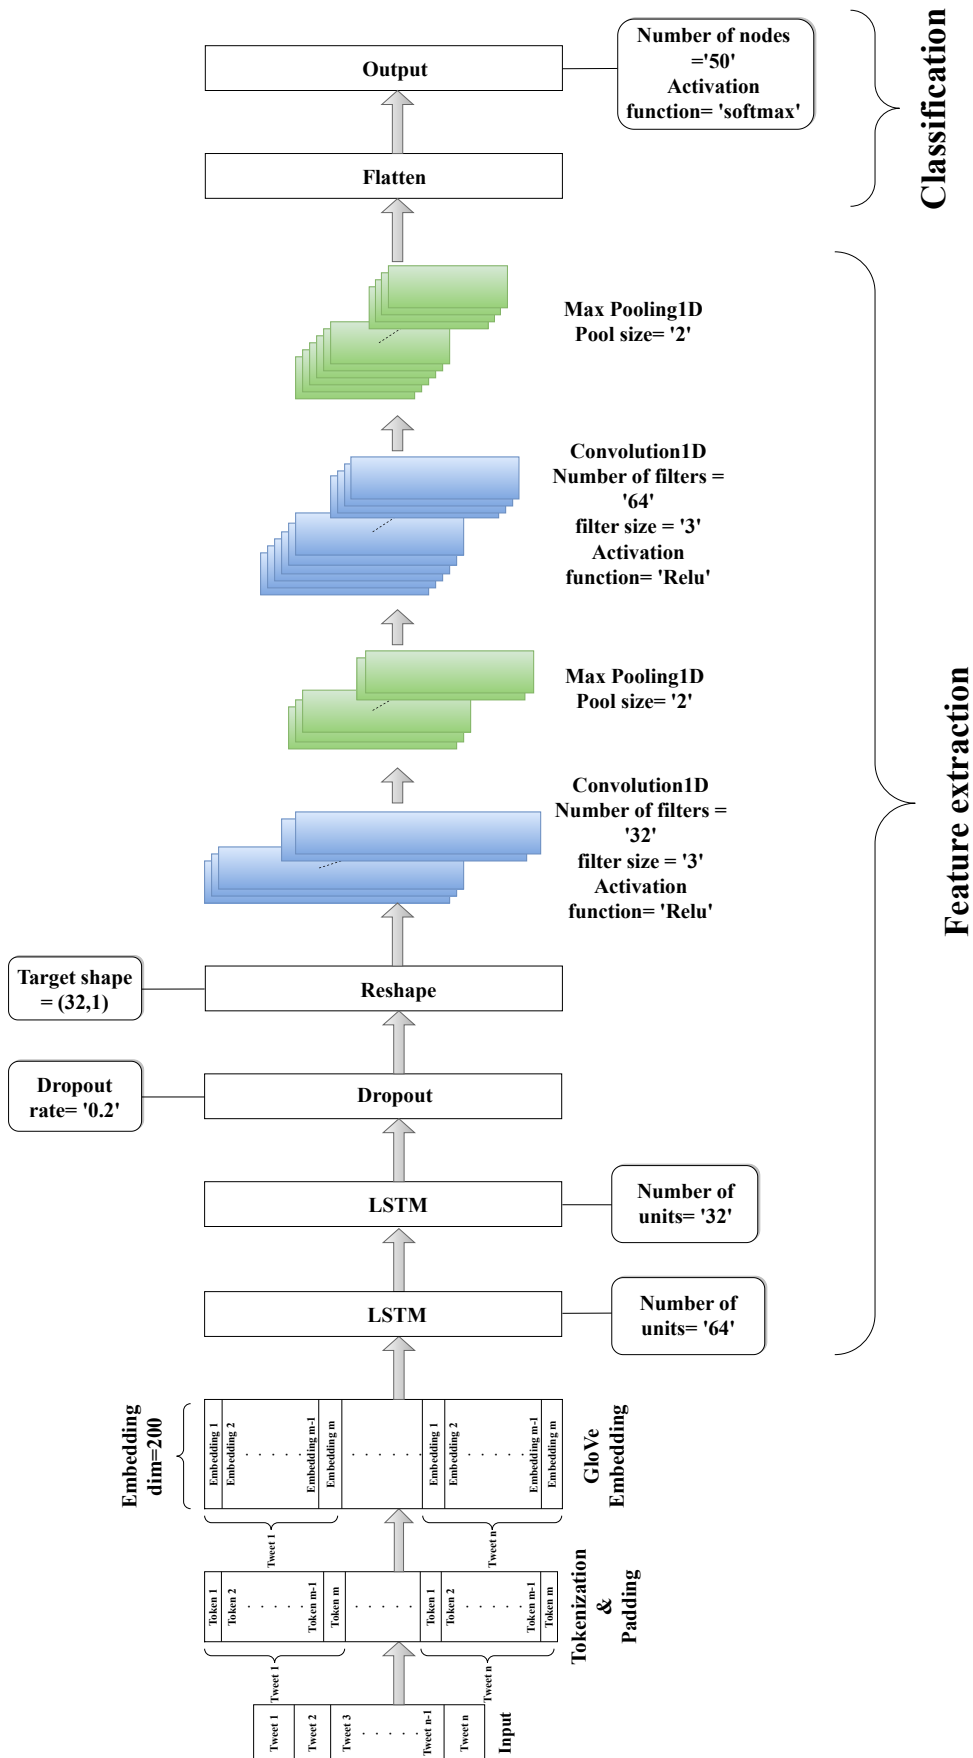 Output
Number of nodes
='50'
Activation
function= 'softmax'
Classification
Flatten
Max Pooling1D
Pool size= '2'
Convolution1D
Number of filters =
'64'
filter size = '3'
Activation
function= 'Relu'
Max Pooling1D
Pool size= '2'
Feature extraction
Convolution1D
Number of filters =
'32'
filter size = '3'
Activation
function= 'Relu'
Target shape
= (32,1)
Reshape
Dropout
rate= '0.2'
Dropout
LSTM
Number of
units= '32'
LSTM
Number of
units= '64'
Embedding
dim=200
Embedding 1
Embedding 2
. . . . .
Embedding m-1
Embedding m
. . . . .
Embedding 1
Embedding 2
. . . . .
Embedding m-1
Embedding m
GloVe
Embedding
Tweet 1
Tweet n
Token 1
Token 2
. . . . .
Token m-1
Token m
. . . . .
Token 1
Token 2
. . . . .
Token m-1
Token m
Tokenization
&
Padding
Tweet 1
Tweet n
Tweet 1
Tweet 2
Tweet 3
. . . . .
Tweet n-1
Tweet n
Input